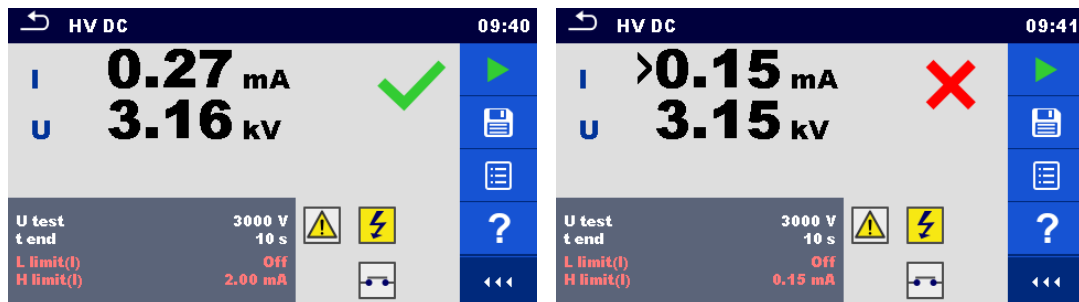 HV DC 09:40
I 0.27 mA
U 3.16 kV
?
U test 3000 V
t end 10 s
L limit(I) Off
H limit(I) 2.00 mA
HV DC 09:41
I >0.15 mA
U 3.15 kV
?
U test 3000 V
t end 10 s
L limit(I) Off
H limit(I) 0.15 mA